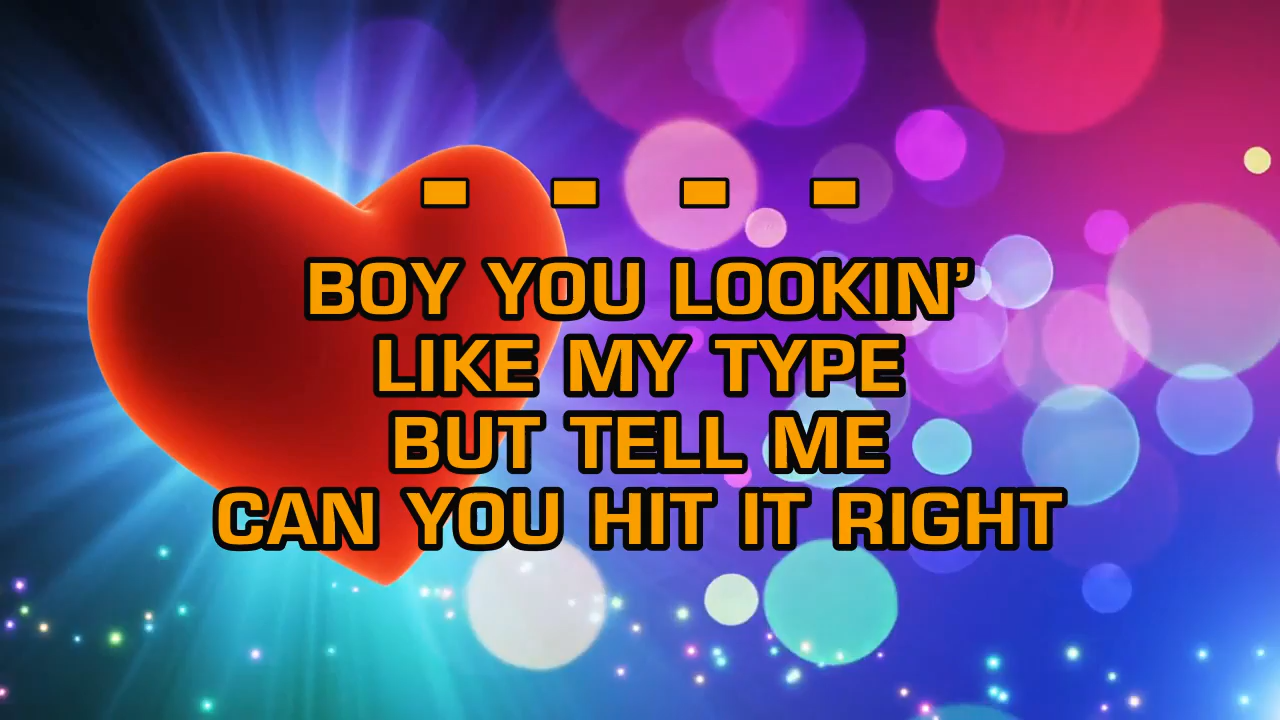 - - - -
BOY YOU LOOKIN’
LIKE MY TYPE
BUT TELL ME
CAN YOU HIT IT RIGHT